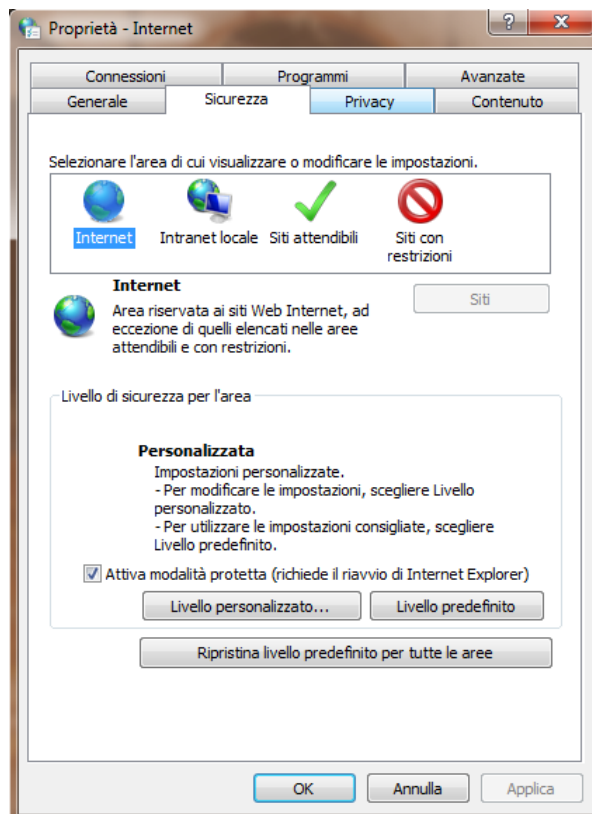 Proprietà - Internet
?
Connessioni Programmi Avanzate
Generale Sicurezza Privacy Contenuto
Selezionare l'area di cui visualizzare o modificare le impostazioni.
Internet Intranet locale Siti attendibili Siti con
restrizioni
Internet
Siti
Area riservata ai siti Web Internet, ad
eccezione di quelli elencati nelle aree
attendibili e con restrizioni.
Livello di sicurezza per l'area
Personalizzata
Impostazioni personalizzate.
- Per modificare le impostazioni, scegliere Livello
personalizzato.
- Per utilizzare le impostazioni consigliate, scegliere
Livello predefinito.
Attiva modalità protetta (richiede il riavvio di Internet Explorer)
Livello personalizzato... Livello predefinito
Ripristina livello predefinito per tutte le aree
OK Annulla Applica